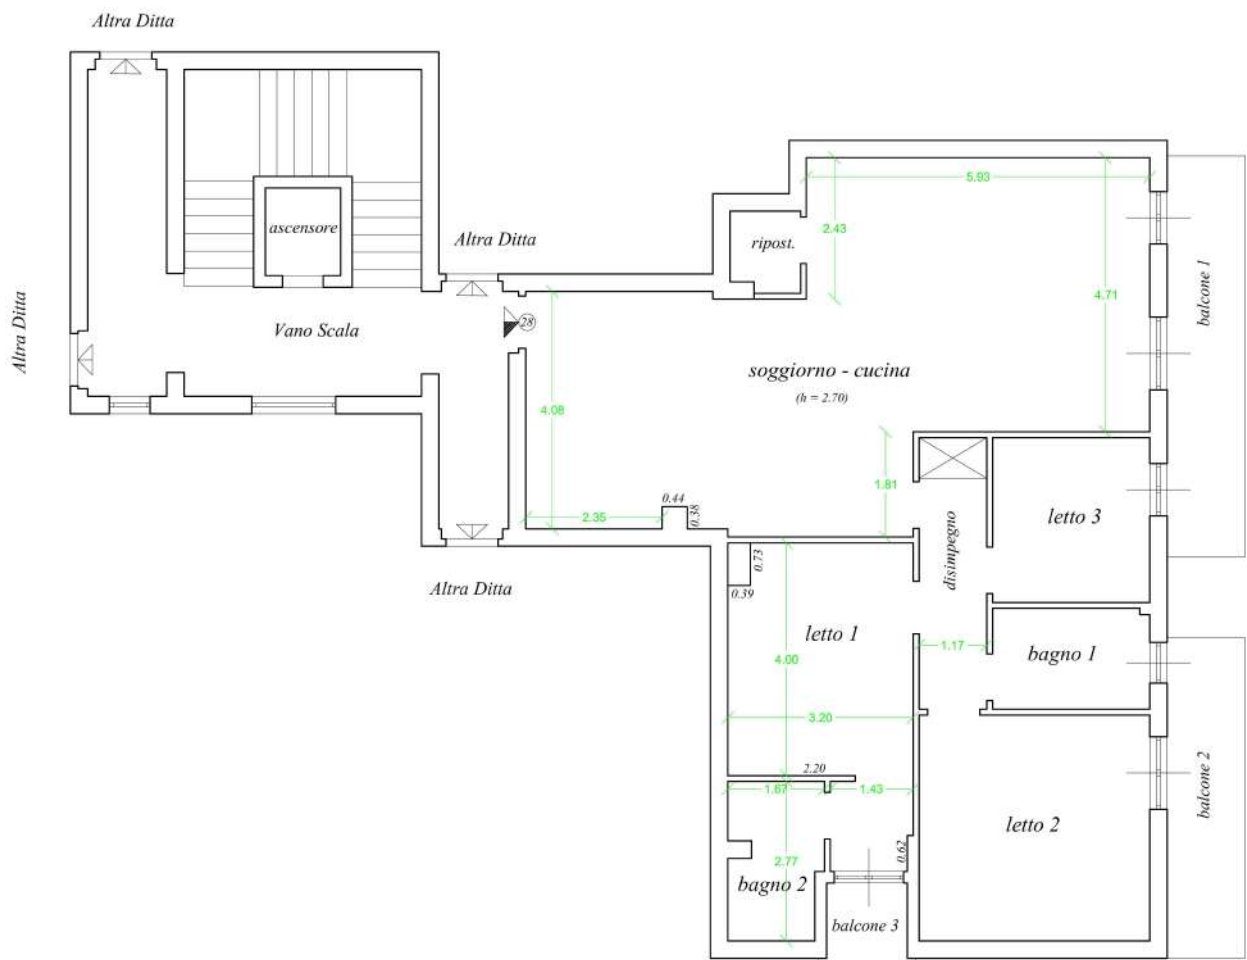 Altra Ditta
5.93
ascensore
2.43
ripost.
Altra Ditta
balcone 1
4.71
Altra Ditta
Vano Scala
28
soggiorno - cucina
(h = 2.70)
4.08
1.81
0.44
0.38
2.35
letto 3
disimpegno
0.73
0.39
Altra Ditta
letto 1
4.00
1.17
bagno 1
3.20
2.20
1.67
1.43
balcone 2
letto 2
0.62
2.77
bagno 2
balcone 3